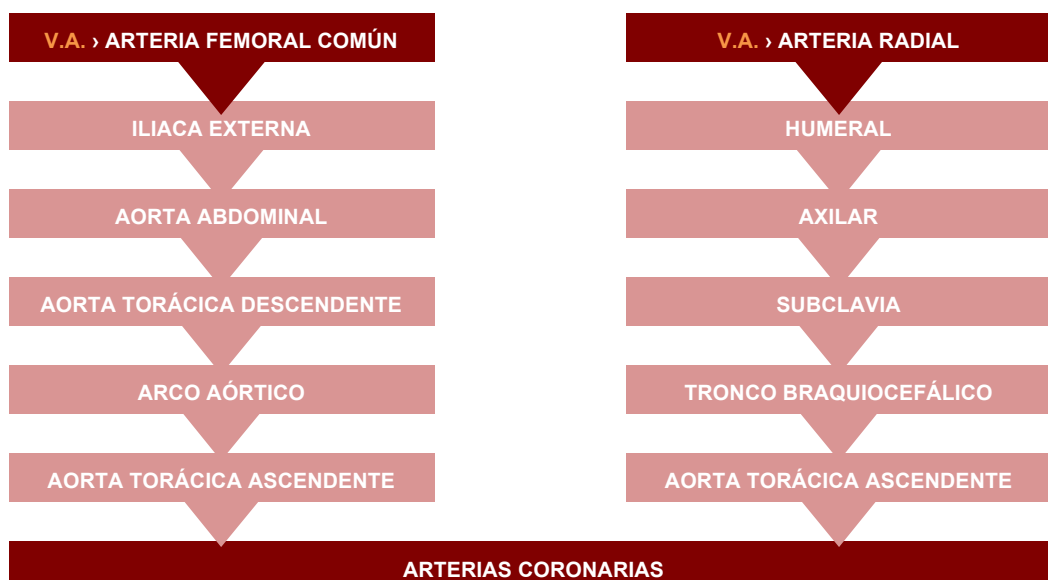 V.A. › ARTERIA FEMORAL COMÚN
ILIACA EXTERNA
AORTA ABDOMINAL
AORTA TORÁCICA DESCENDENTE
ARCO AÓRTICO
AORTA TORÁCICA ASCENDENTE
V.A. › ARTERIA RADIAL
HUMERAL
AXILAR
SUBCLAVIA
TRONCO BRAQUIOCEFÁLICO
AORTA TORÁCICA ASCENDENTE
ARTERIAS CORONARIAS